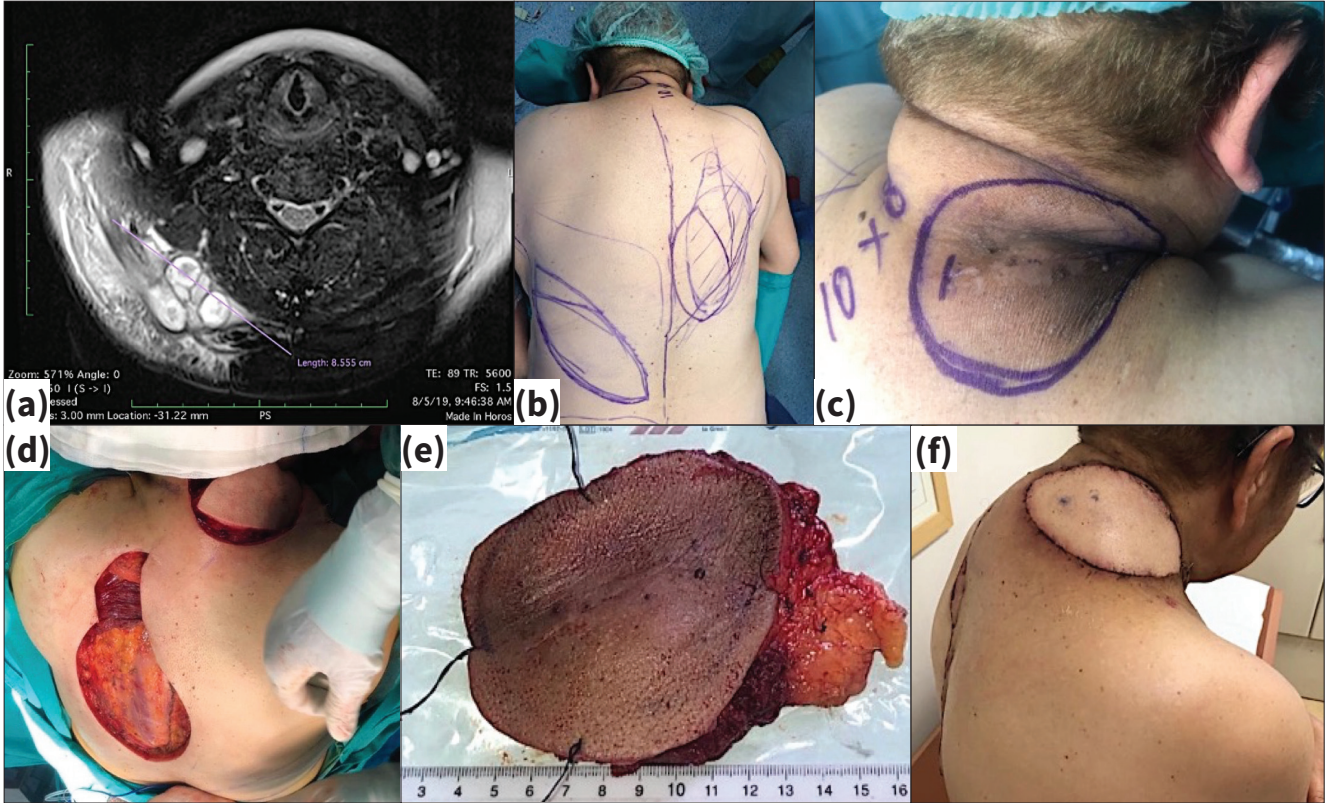 R
L
Length: 8.555 cm
Zoom: 571% Angle: 0
TE: 89 TR: 5600
50 I (S -> I)
FS: 1.5
essed
8/5/19, 9:46:38 AM
s: 3.00 mm Location: -31.22 mm
PS
Made In Horos
(a)
(b)
(c)
10 x 8
(d)
(e)
3 4 5 6 7 8 9 10 11 12 13 14 15 16
(f)